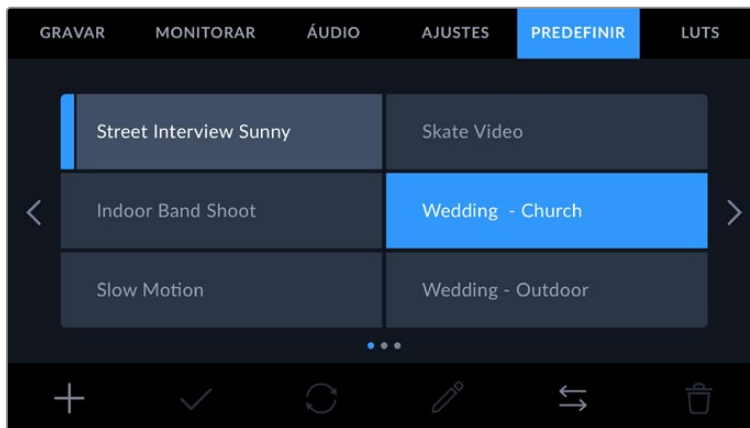 GRAVAR MONITORAR ÁUDIO AJUSTES PREDEFINIR LUTS
Street Interview Sunny Skate Video
Indoor Band Shoot Wedding - Church
Slow Motion Wedding - Outdoor